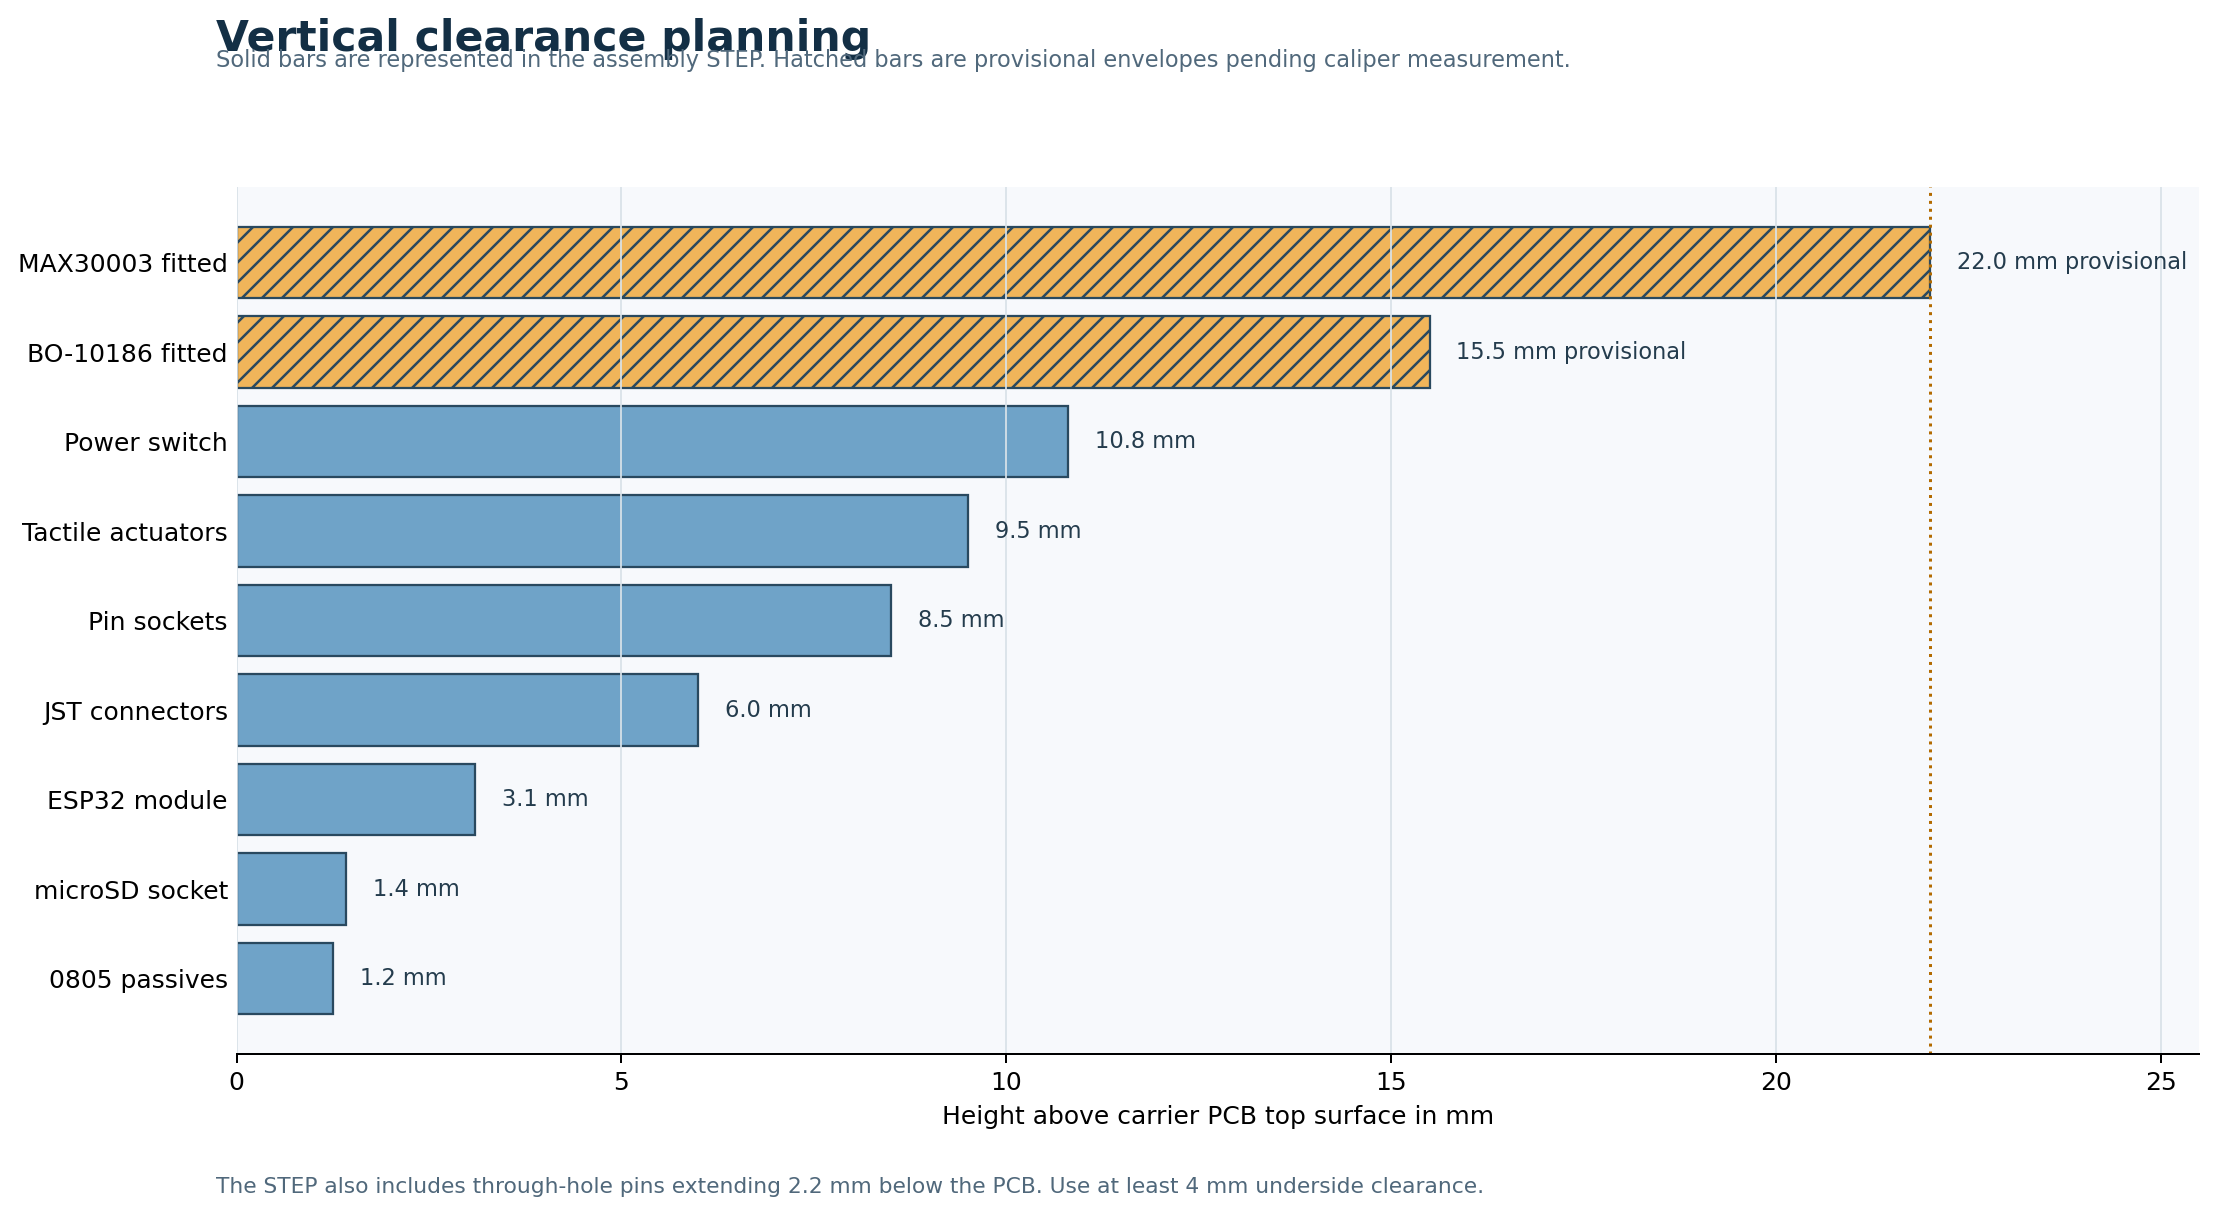 Vertical clearance planning
Solid bars are represented in the assembly STEP. Hatched bars are provisional envelopes pending caliper measurement.
MAX30003 fitted
22.0 mm provisional
BO-10186 fitted
15.5 mm provisional
Power switch
10.8 mm
Tactile actuators
9.5 mm
Pin sockets
8.5 mm
JST connectors
6.0 mm
ESP32 module
3.1 mm
microSD socket
1.4 mm
0805 passives
1.2 mm
0 5 10 15 20 25
Height above carrier PCB top surface in mm
The STEP also includes through-hole pins extending 2.2 mm below the PCB. Use at least 4 mm underside clearance.